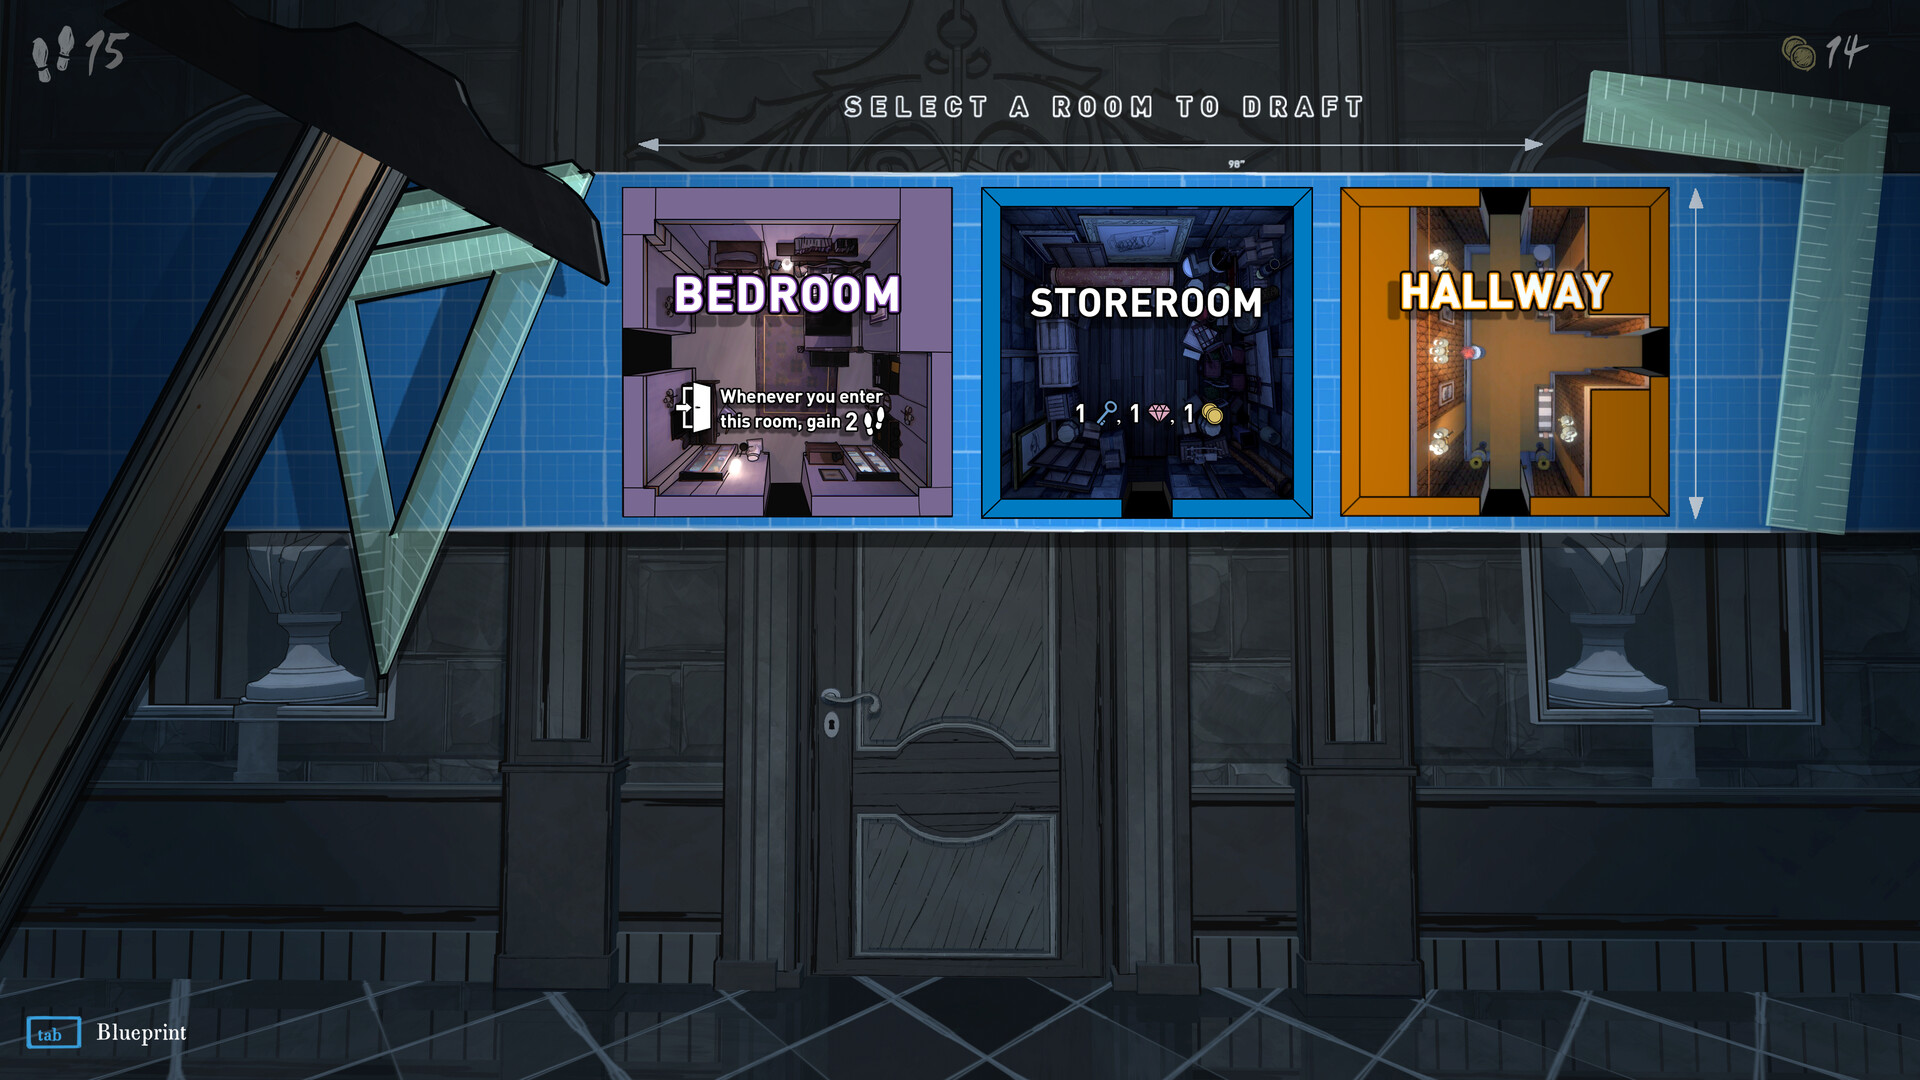 15
14
SELECT A ROOM TO DRAFT
98"
BEDROOM
Whenever you enter
this room, gain 2
STOREROOM
1 , 1 , 1
HALLWAY
tab Blueprint